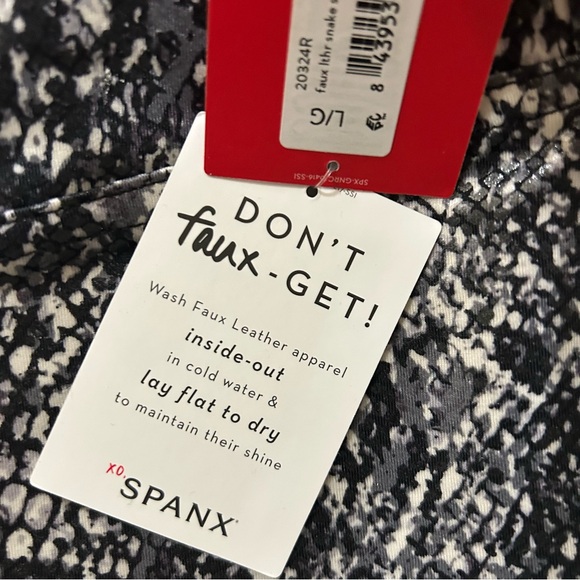 20324R
faux lthr snake s
8 43953
L/G
DON'T
faux-GET!
Wash Faux Leather apparel
inside-out
in cold water &
lay flat to dry
to maintain their shine
XO,
SPANX